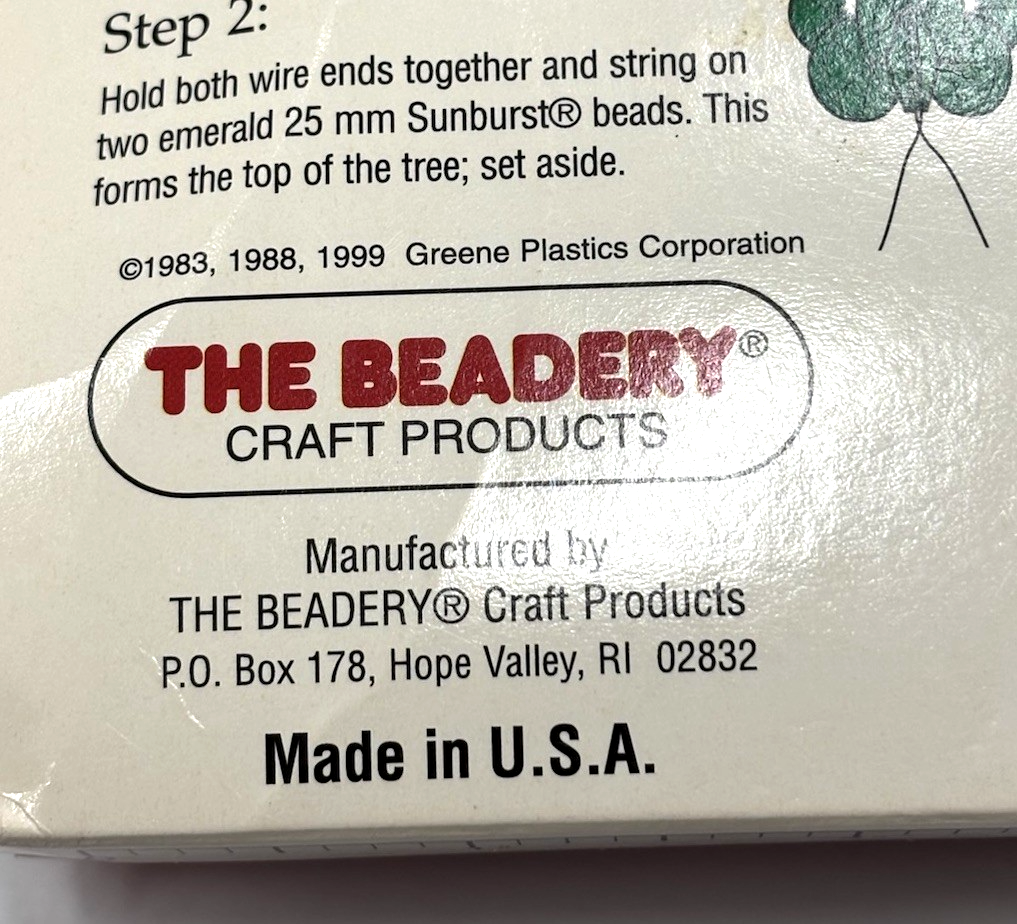 Step 2:
Hold both wire ends together and string on
two emerald 25 mm Sunburst® beads. This
forms the top of the tree; set aside.
©1983, 1988, 1999 Greene Plastics Corporation
THE BEADERY®
CRAFT PRODUCTS
Manufactured by
THE BEADERY® Craft Products
P.O. Box 178, Hope Valley, RI 02832
Made in U.S.A.